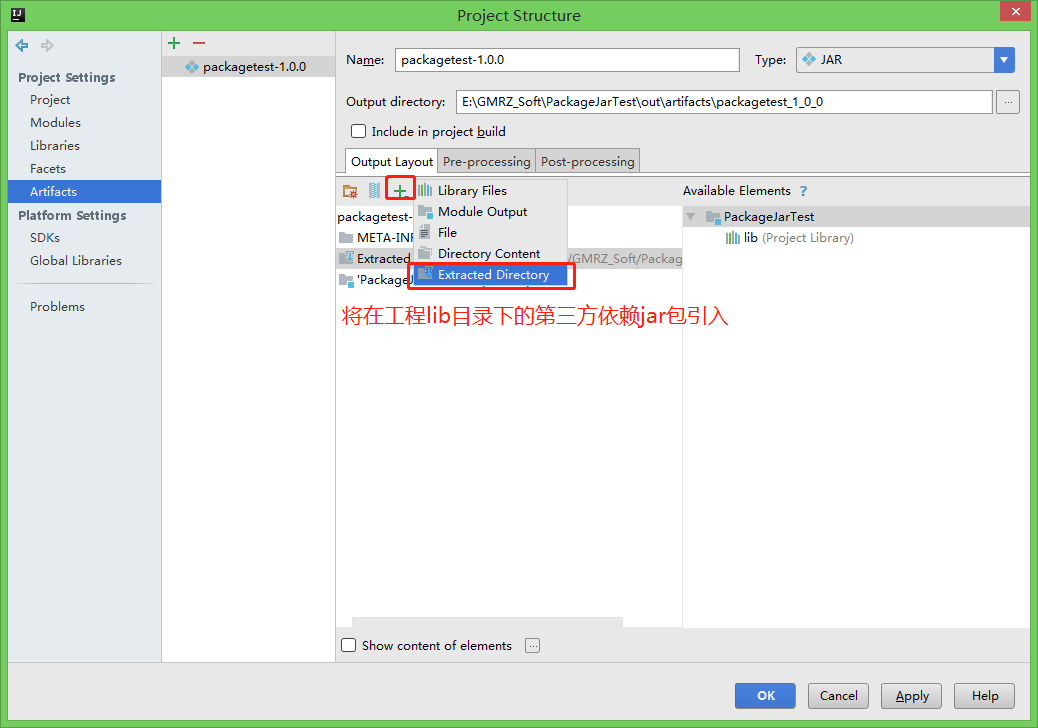 Project Structure
Project Settings
Project
Modules
Libraries
Facets
Artifacts
Platform Settings
SDKs
Global Libraries
Problems
packagetest-1.0.0
Name: packagetest-1.0.0 Type: JAR
Output directory: E:\GMRZ_Soft\PackageJarTest\out\artifacts\packagetest_1_0_0 ...
Include in project build
Output Layout Pre-processing Post-processing
Library Files
Module Output
File
Directory Content
Extracted Directory
packagetest-
META-INF
Extracted /GMRZ_Soft/Packag
'PackageJ
将在工程lib目录下的第三方依赖jar包引入
Available Elements ?
PackageJarTest
lib (Project Library)
Show content of elements ...
OK Cancel Apply Help